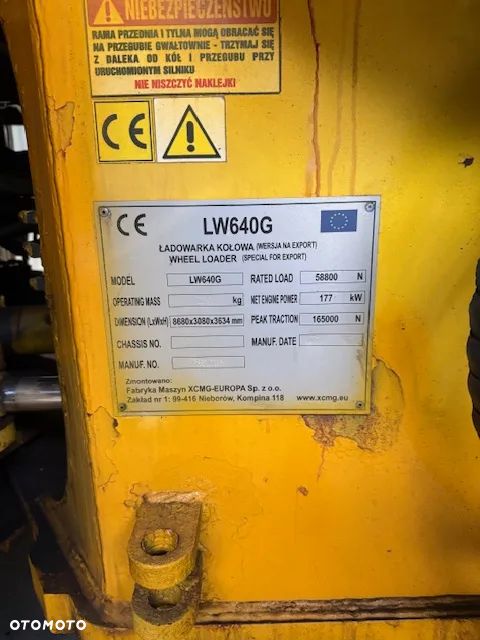 NIEBEZPIECZEŃSTWO
RAMA PRZEDNIA I TYLNA MOGĄ OBRACAĆ SIĘ
NA PRZEGUBIE GWAŁTOWNIE - TRZYMAJ SIĘ
Z DALEKA OD KÓŁ I PRZEGUBU PRZY
URUCHOMIONYM SILNIKU
NIE NISZCZYĆ NAKLEJKI
CE
CE LW640G
ŁADOWARKA KOŁOWA (WERSJA NA EXPORT)
WHEEL LOADER (SPECIAL FOR EXPORT)
MODEL LW640G RATED LOAD 58800 N
OPERATING MASS kg NET ENGINE POWER 177 kW
DIMENSION (LxWxH) 8680x3080x3634 mm PEAK TRACTION 165000 N
CHASSIS NO. MANUF. DATE
MANUF. NO.
Zmontowano:
Fabryka Maszyn XCMG-EUROPA Sp. z o.o.
Zakład nr 1: 99-416 Nieborów, Kompina 118 www.xcmg.eu
OTOMOTO